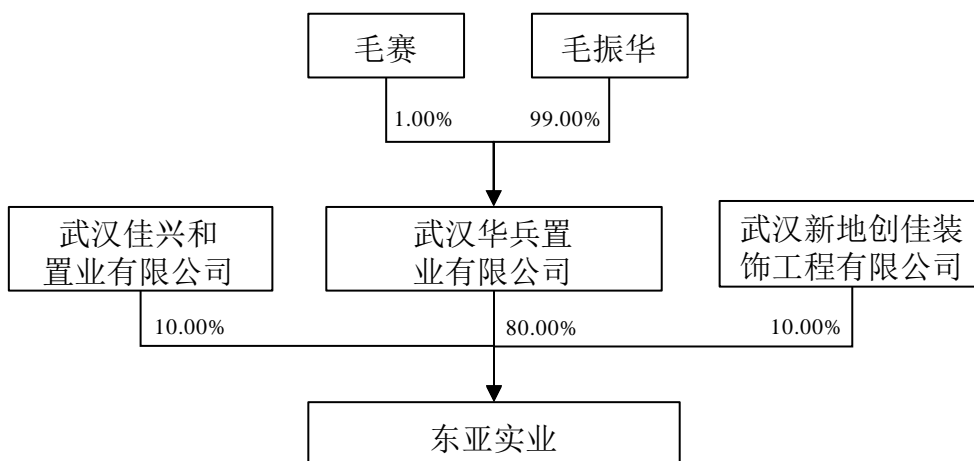 毛赛
毛振华
1.00%
99.00%
武汉佳兴和
置业有限公司
武汉华兵置
业有限公司
武汉新地创佳装
饰工程有限公司
10.00%
80.00%
10.00%
东亚实业